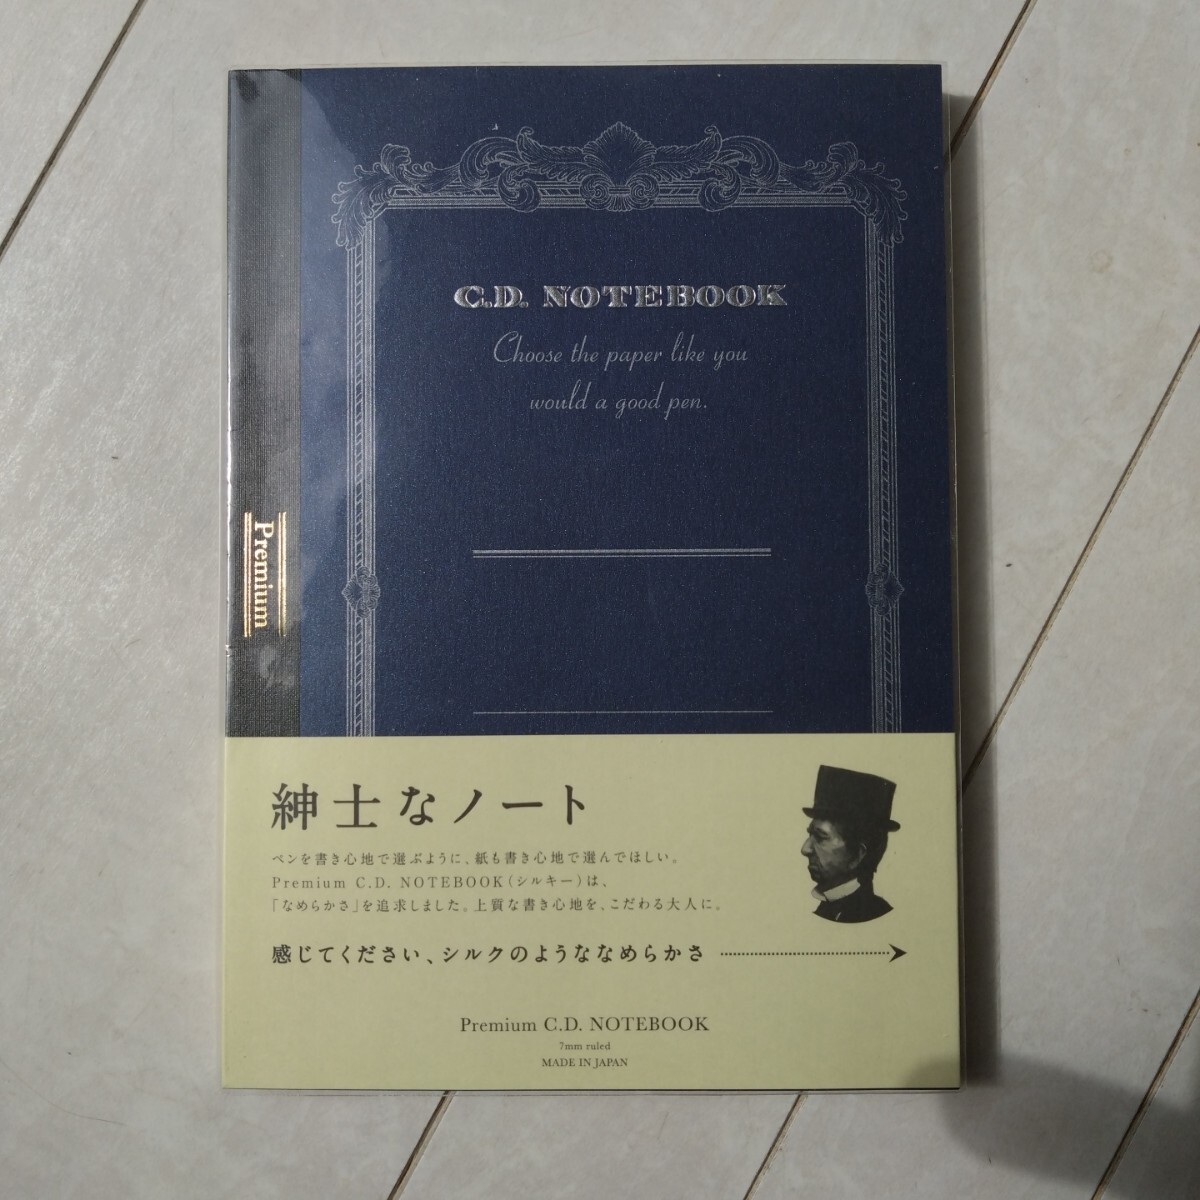 C.D. NOTEBOOK
Choose the paper like you
would a good pen.
Premium
紳士なノート
ペンを書き心地で選ぶように、紙も書き心地で選んでほしい。
Premium C.D. NOTEBOOK(シルキー)は、
「なめらかさ」を追求しました。上質な書き心地を、こだわる大人に。
感じてください、シルクのようななめらかさ
Premium C.D. NOTEBOOK
7mm ruled
MADE IN JAPAN